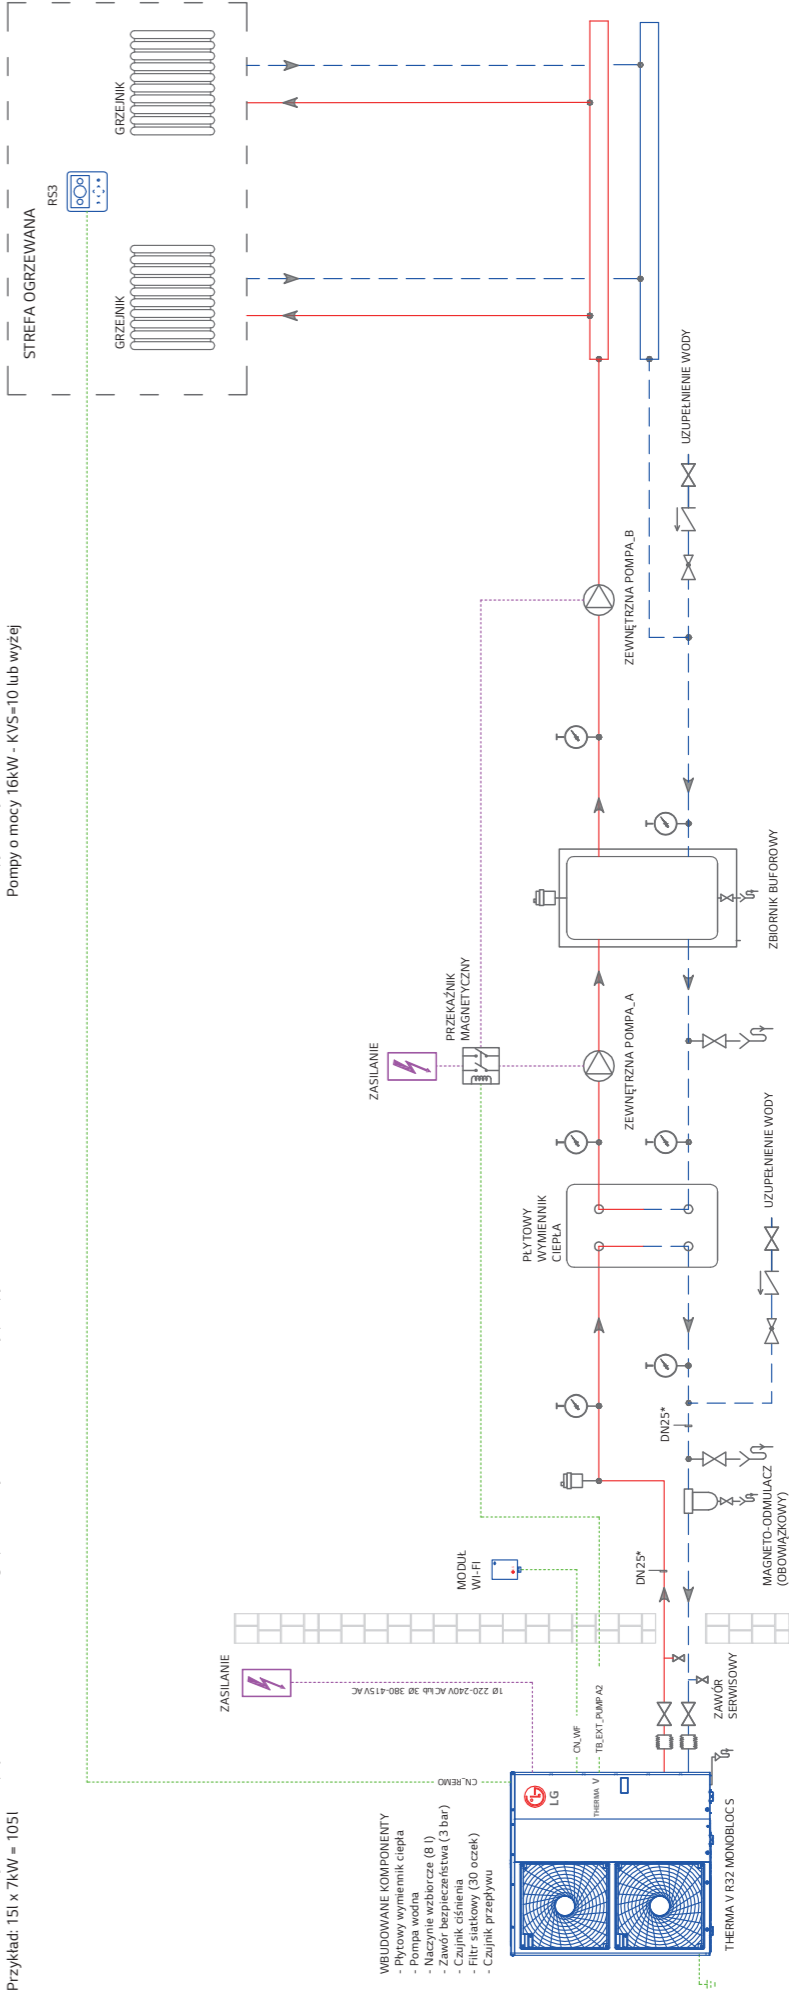 Przykład: 15l x 7kW = 105l
Pompy o mocy 16kW - KVS=10 lub wyżej
STREFA OGRZEWANA
RS3
GRZEJNIK
GRZEJNIK
ZASILANIE
1Ø 220-240V AC lub 3Ø 380-415V AC
CN_REMO
MODUŁ
WI-FI
CN_WF
TB_EXT_PUMP A2
ZASILANIE
PRZEKAŹNIK
MAGNETYCZNY
WBUDOWANE KOMPONENTY
- Płytowy wymiennik ciepła
- Pompa wodna
- Naczynie wzbiorcze (8 l)
- Zawór bezpieczeństwa (3 bar)
- Czujnik ciśnienia
- Filtr siatkowy (30 oczek)
- Czujnik przepływu
LG
THERMA V
THERMA V R32 MONOBLOC S
ZAWÓR
SERWISOWY
DN25*
DN25*
MAGNETO-ODMULACZ
(OBOWIĄZKOWY)
PŁYTOWY
WYMIENNIK
CIEPŁA
UZUPEŁNIENIE WODY
ZEWNĘTRZNA POMPA_A
ZBIORNIK BUFOROWY
ZEWNĘTRZNA POMPA_B
UZUPEŁNIENIE WODY